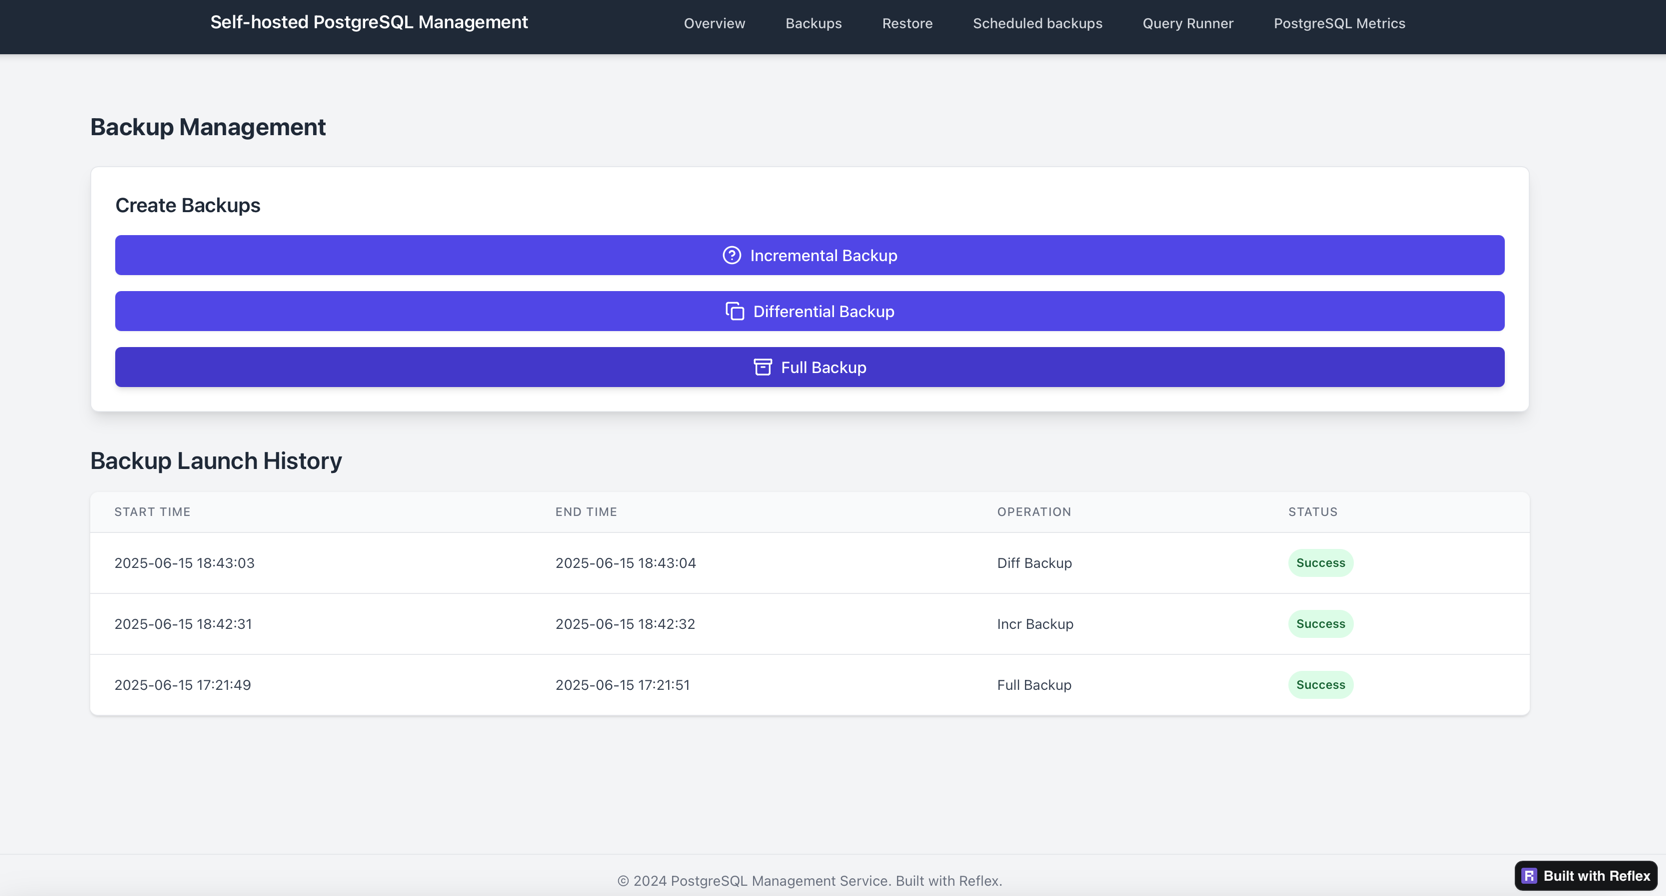 Self-hosted PostgreSQL Management Overview Backups Restore Scheduled backups Query Runner PostgreSQL Metrics
Backup Management
Create Backups
Incremental Backup
Differential Backup
Full Backup
Backup Launch History
START TIME END TIME OPERATION STATUS
2025-06-15 18:43:03 2025-06-15 18:43:04 Diff Backup Success
2025-06-15 18:42:31 2025-06-15 18:42:32 Incr Backup Success
2025-06-15 17:21:49 2025-06-15 17:21:51 Full Backup Success
© 2024 PostgreSQL Management Service. Built with Reflex.
Built with Reflex